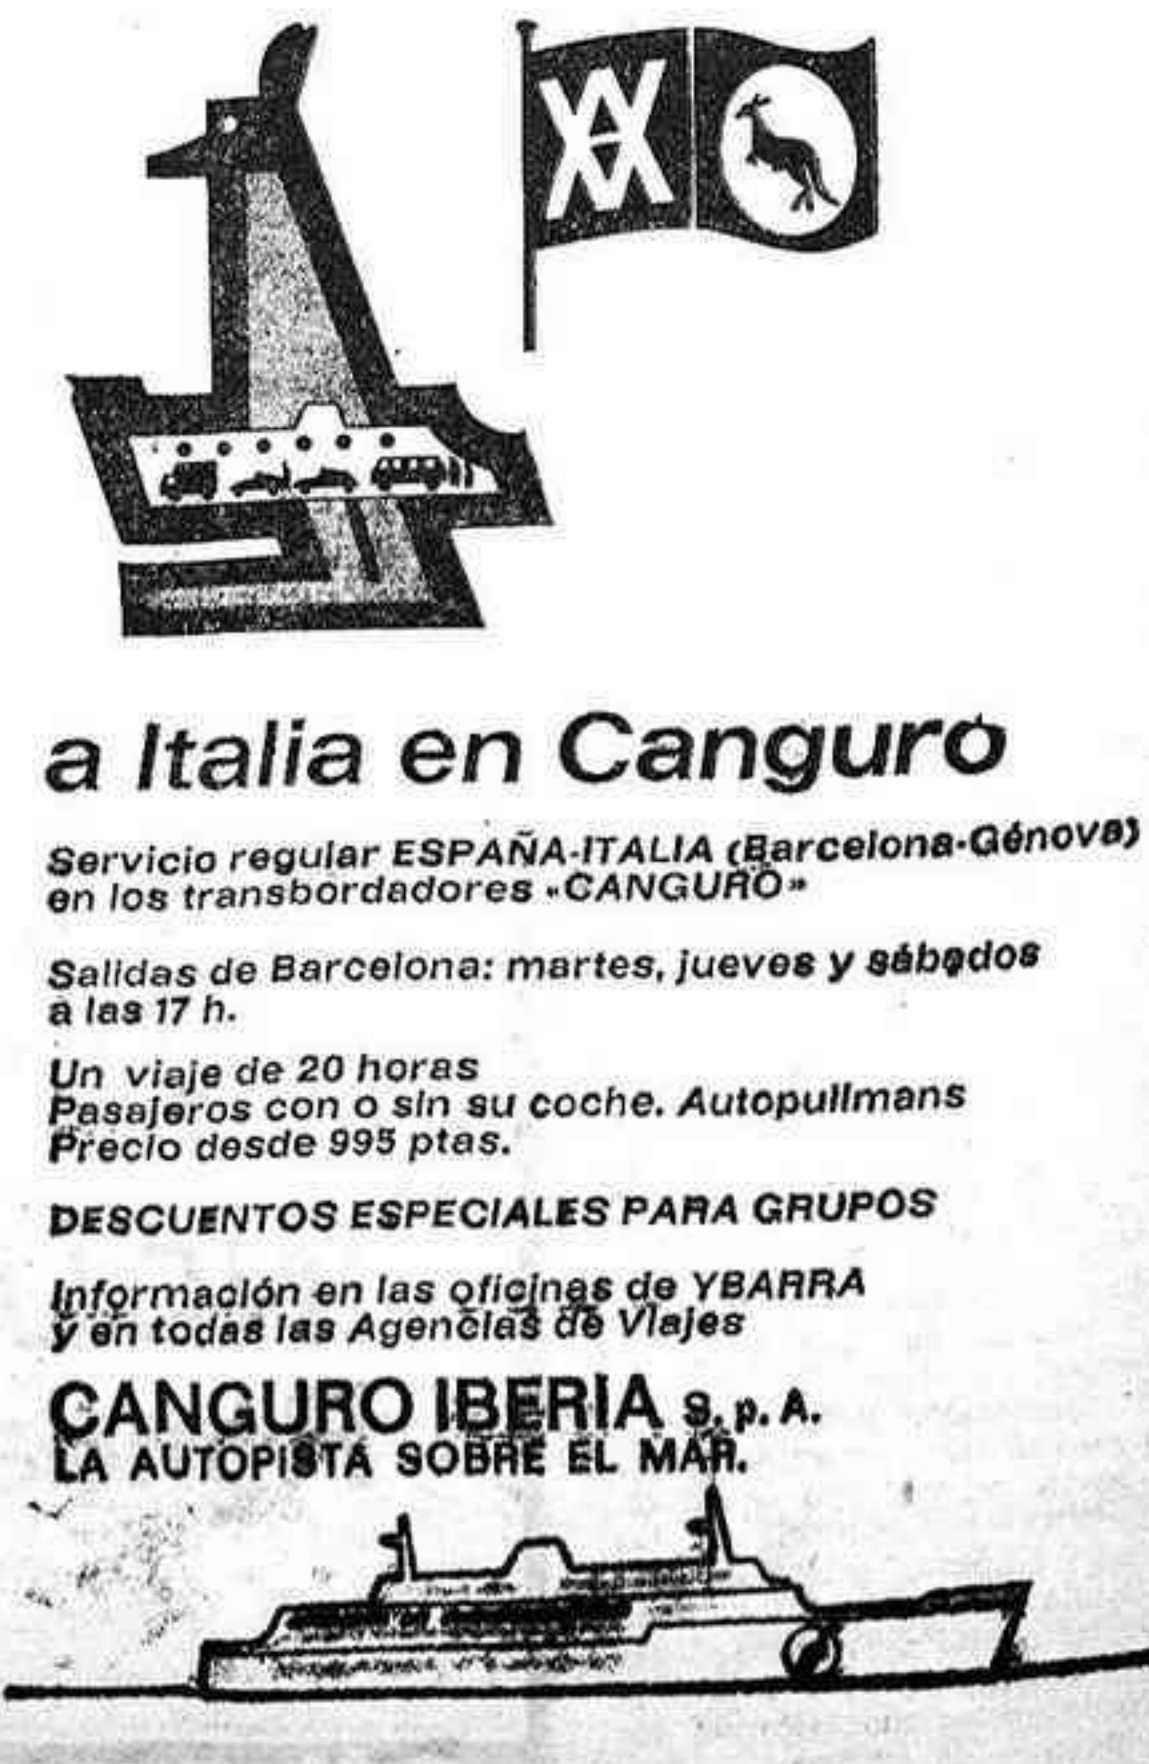 a Italia en Canguro
Servicio regular ESPAÑA-ITALIA (Barcelona-Génova)
en los transbordadores «CANGURO»
Salidas de Barcelona: martes, jueves y sábados
a las 17 h.
Un viaje de 20 horas
Pasajeros con o sin su coche. Autopullmans
Precio desde 995 ptas.
DESCUENTOS ESPECIALES PARA GRUPOS
Información en las oficinas de YBARRA
y en todas las Agencias de Viajes
CANGURO IBERIA S.p.A.
LA AUTOPISTA SOBRE EL MAR.